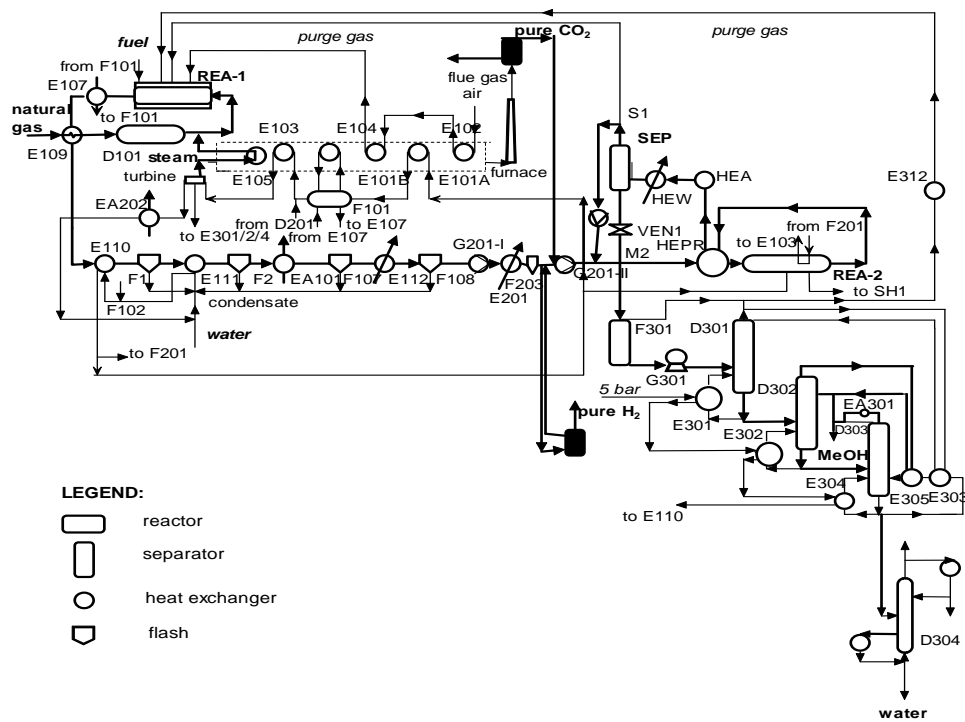 pure CO₂
fuel
purge gas
purge gas
from F101
REA-1
E107
flue gas
air
to F101
natural
gas
S1
E103
E104
E102
SEP
E109
D101
steam
furnace
HEA
turbine
E105
E101B
E101A
HEW
E312
EA202
F101
from
D201
from
E107
to E107
VEN1
to E301/2/4
HEPR
to E103
from F201
E110
G201-I
M2
F1
E111
F2
EA101
F107
E112
F108
F203
G201-II
E201
REA-2
F102
condensate
to SH1
water
F301
D301
to F201
G301
D302
5 bar
pure H₂
E301
E302
EA301
D303
MeOH
E304
E305
E303
to E110
LEGEND:
reactor
separator
heat exchanger
flash
D304
water